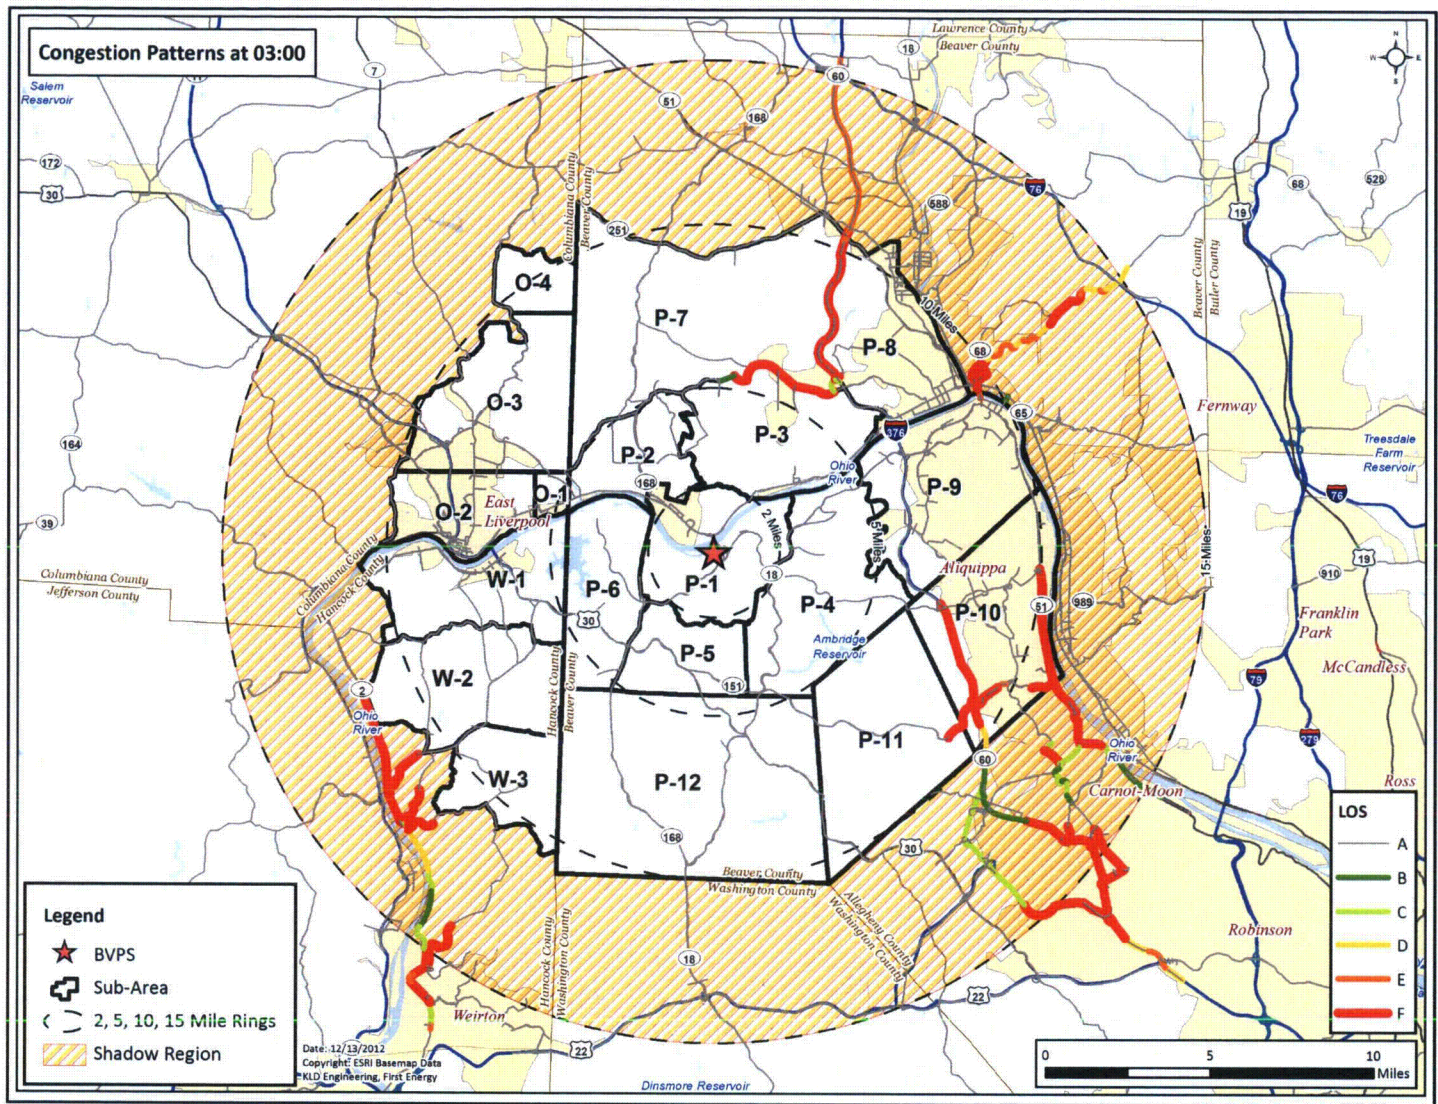 Congestion Patterns at 03:00
Lawrence County
Beaver County
18
7
60
N
W
E
S
Salem
Reservoir
51
168
172
30
Columbiana County
Beaver County
588
76
68
528
19
251
O-4
P-7
10 Miles
Beaver County
Butler County
P-8
68
O-3
65
Fernway
164
P-3
376
P-2
Treesdale
Farm
Reservoir
Ohio
River
168
O-1
East
Liverpool
O-2
P-9
76
39
2 Miles
5 Miles
15 Miles
Columbiana County
Hancock County
W-1
P-6
P-1
18
P-4
Aliquippa
19
910
Columbiana County
Jefferson County
30
P-10
51
989
Franklin
Park
Ambridge
Reservoir
P-5
McCandless
W-2
151
79
2
Ohio
River
Hancock County
Beaver County
P-11
279
Ohio
River
60
W-3
P-12
Carnot-Moon
Ross
168
30
Beaver County
Washington County
Allegheny County
Washington County
Robinson
18
Hancock County
Washington County
22
Weirton
22
Dinsmore Reservoir
LOS
A
B
C
D
E
F
Legend
BVPS
Sub-Area
2, 5, 10, 15 Mile Rings
Shadow Region
Date: 12/13/2012
Copyright: ESRI Basemap Data
KLD Engineering, First Energy
0 5 10
Miles